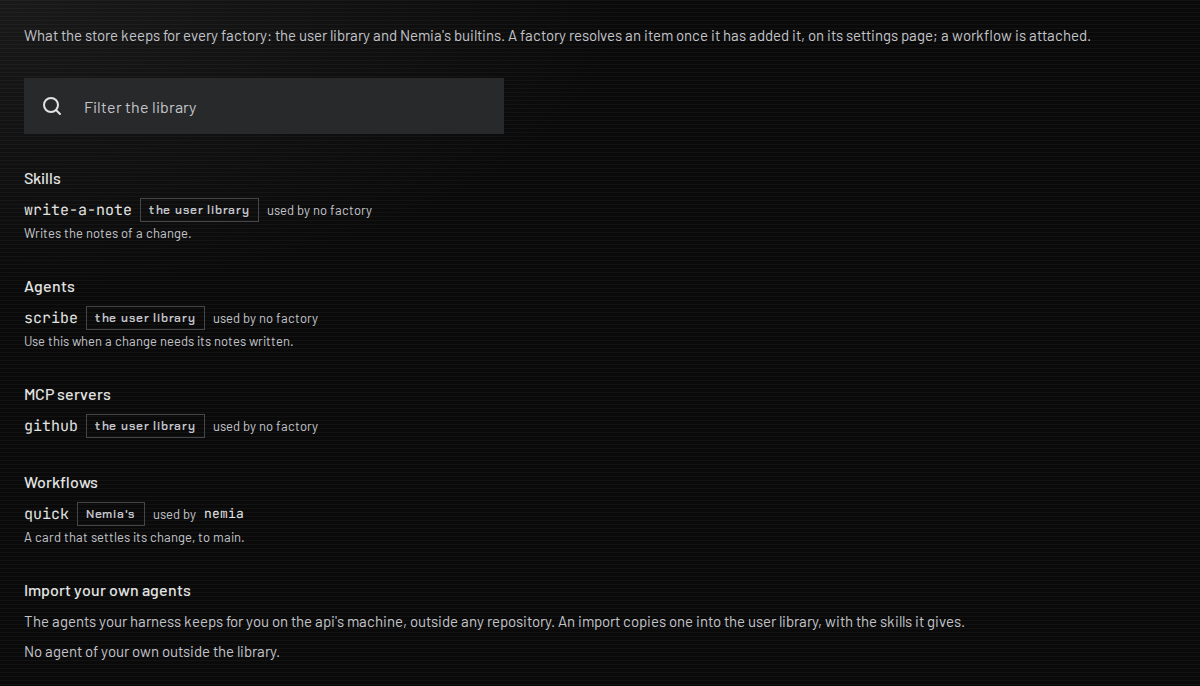 What the store keeps for every factory: the user library and Nemia's builtins. A factory resolves an item once it has added it, on its settings page; a workflow is attached.
Filter the library
Skills
write-a-note the user library used by no factory
Writes the notes of a change.
Agents
scribe the user library used by no factory
Use this when a change needs its notes written.
MCP servers
github the user library used by no factory
Workflows
quick Nemia's used by nemia
A card that settles its change, to main.
Import your own agents
The agents your harness keeps for you on the api's machine, outside any repository. An import copies one into the user library, with the skills it gives.
No agent of your own outside the library.